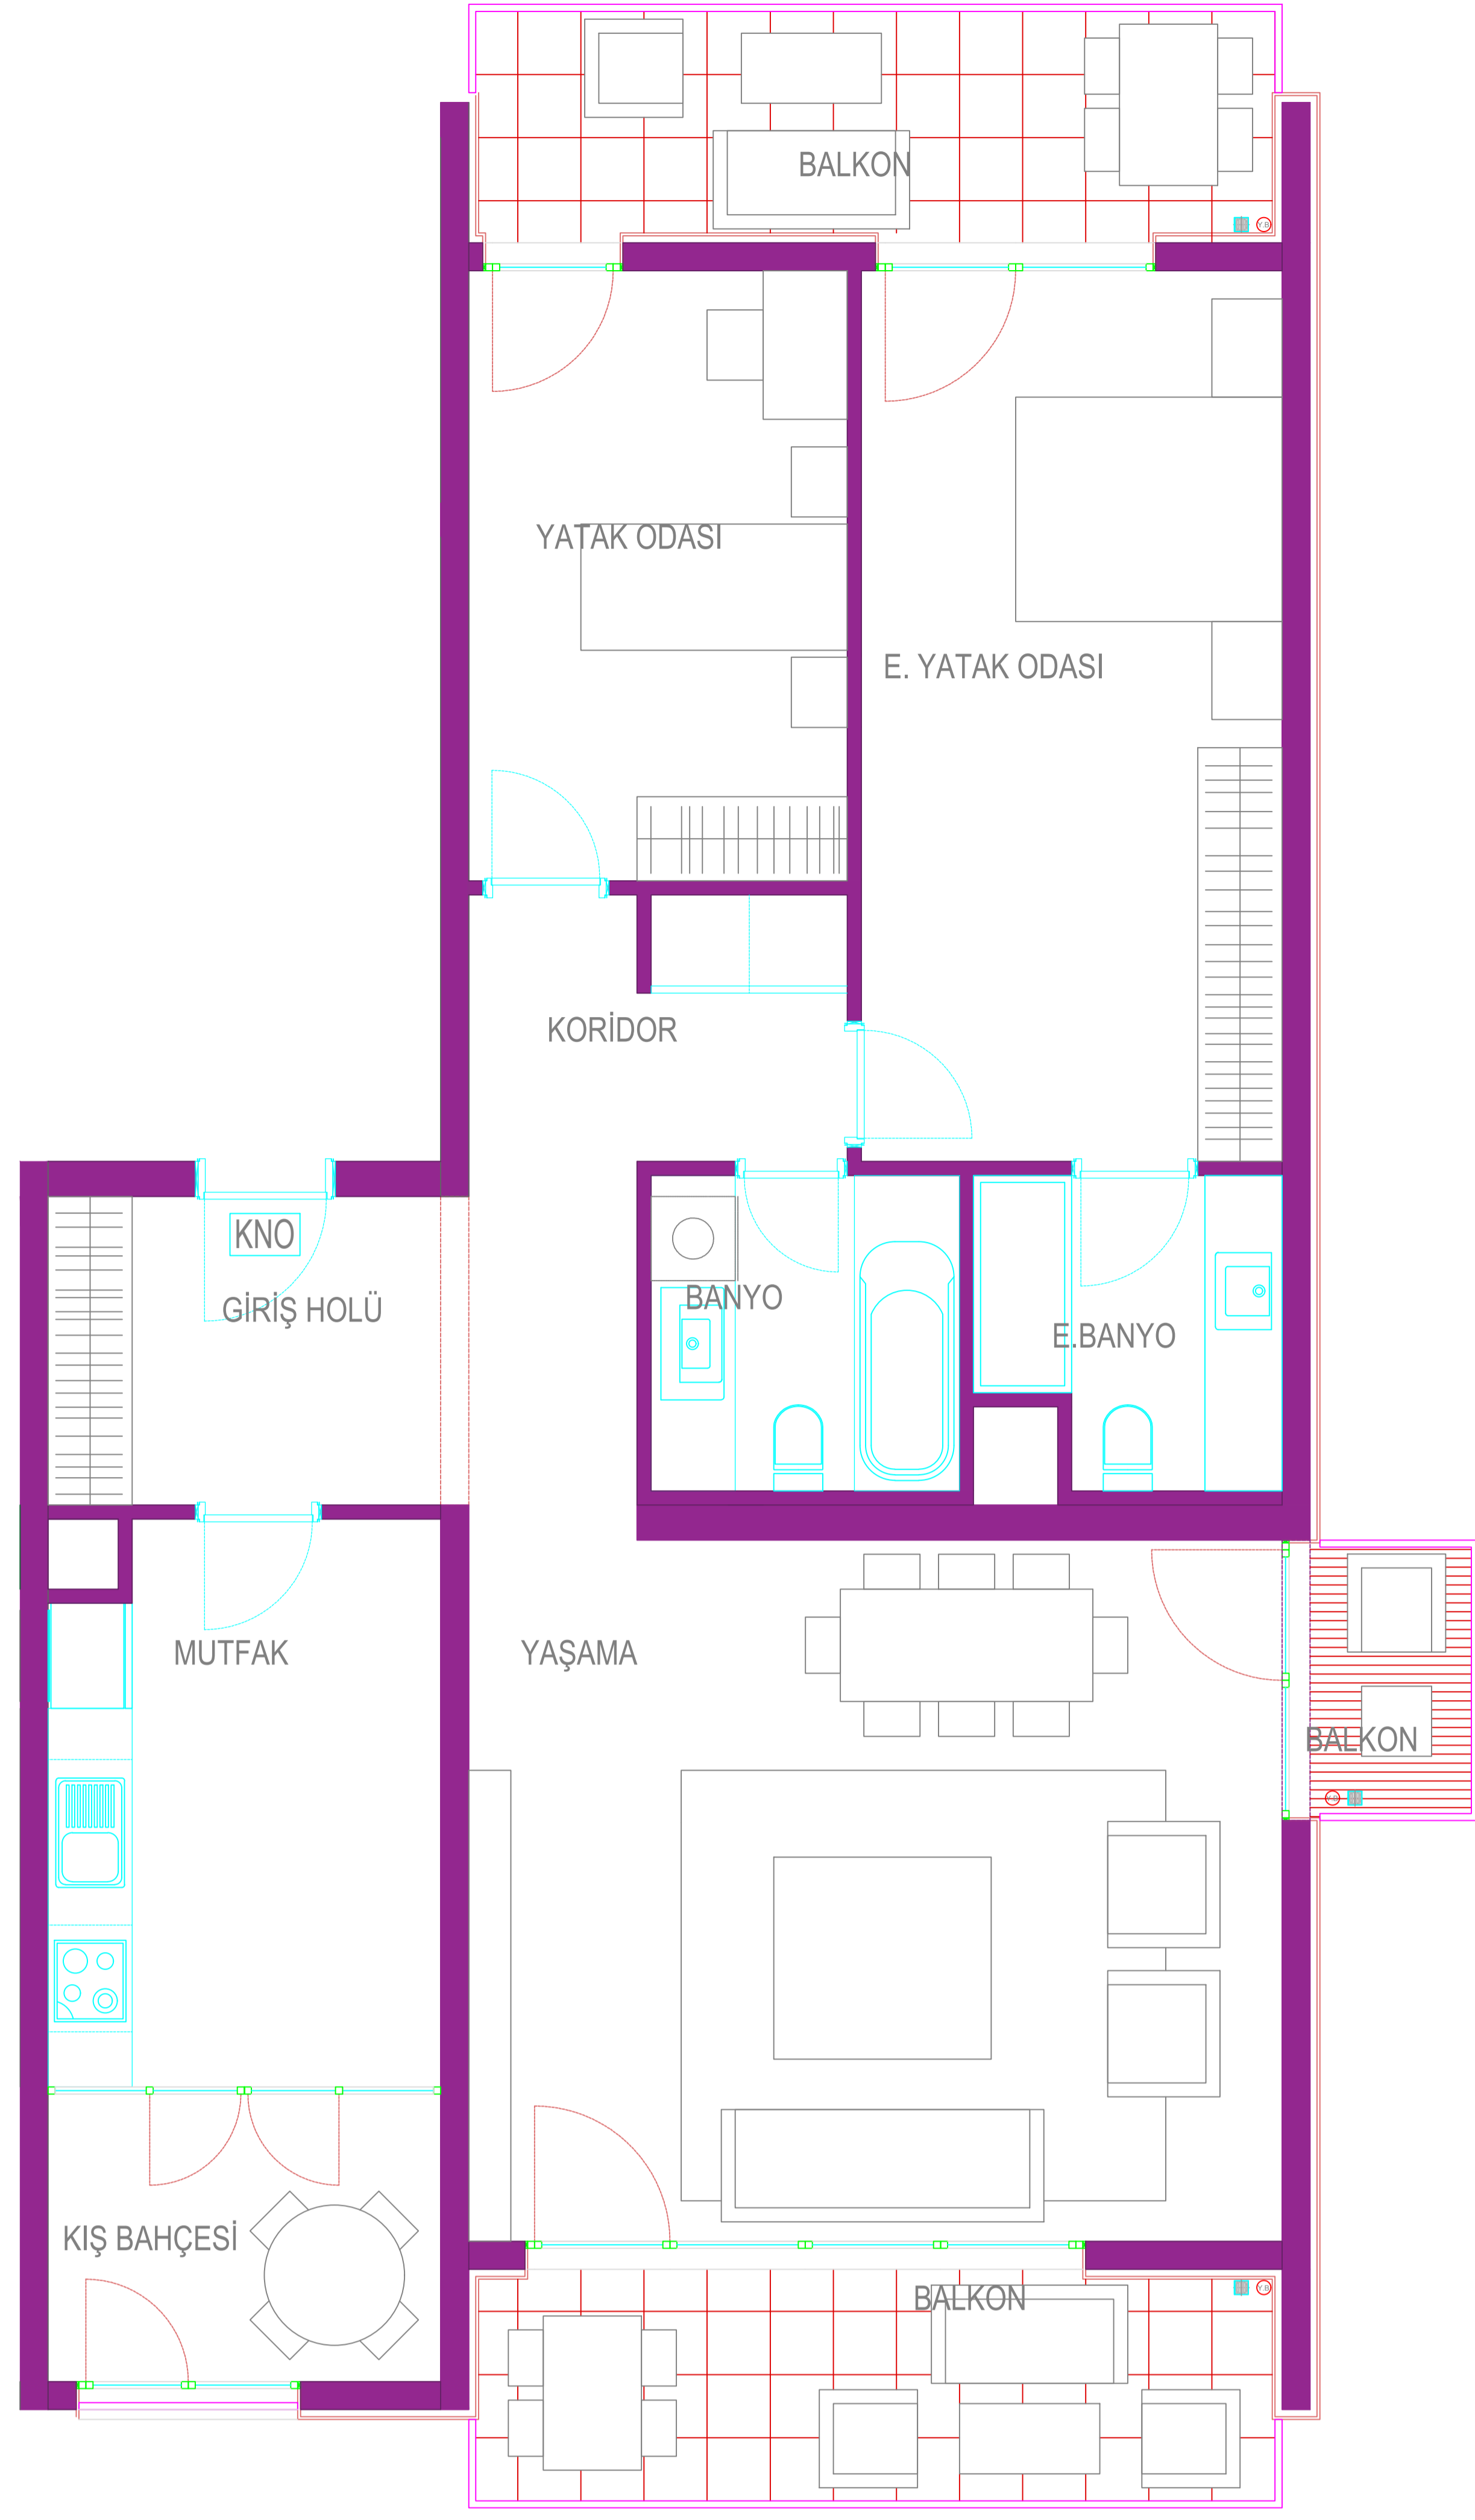 BALKON
Y.B
YATAK ODASI
E. YATAK ODASI
KORİDOR
KNO
GİRİŞ HOLÜ
BANYO
E.BANYO
MUTFAK
YAŞAMA
BALKON
Y.B
KIŞ BAHÇESİ
BALKON
Y.B